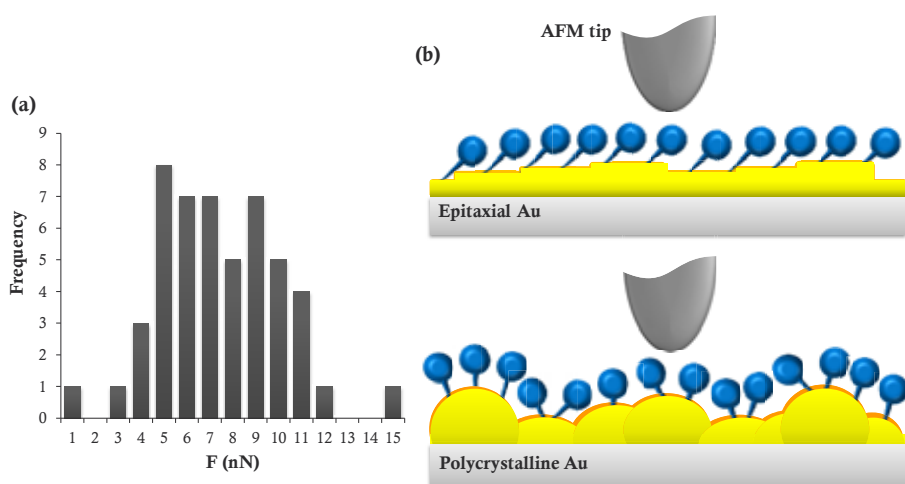 (a)
9
8
7
6
5
4
3
2
1
0
Frequency
1 2 3 4 5 6 7 8 9 10 11 12 13 14 15
F (nN)
(b)
AFM tip
Epitaxial Au
Polycrystalline Au